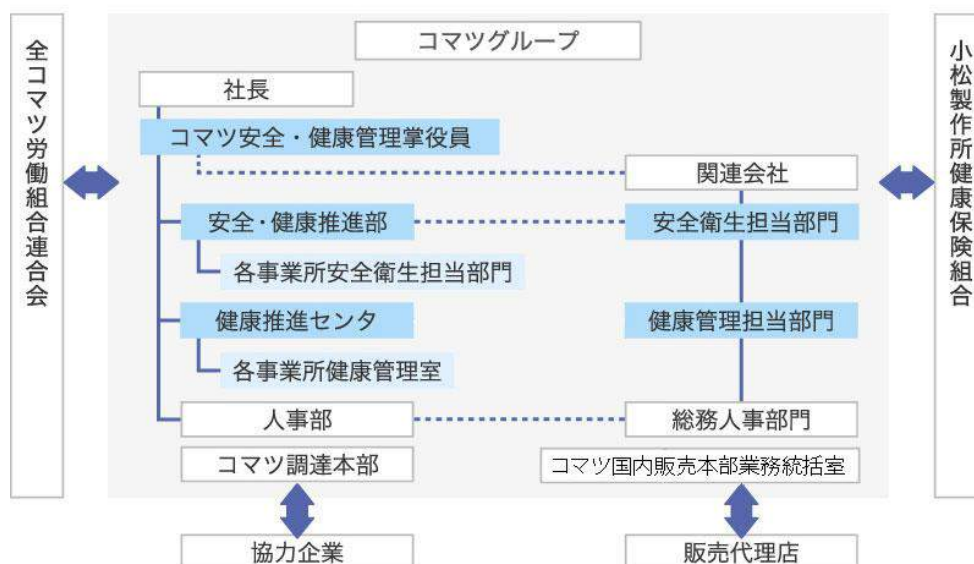 コマツグループ
全コマツ労働組合連合会
小松製作所健康保険組合
社長
コマツ安全・健康管理掌役員
関連会社
安全・健康推進部
安全衛生担当部門
各事業所安全衛生担当部門
健康推進センタ
健康管理担当部門
各事業所健康管理室
人事部
総務人事部門
コマツ調達本部
コマツ国内販売本部業務統括室
協力企業
販売代理店